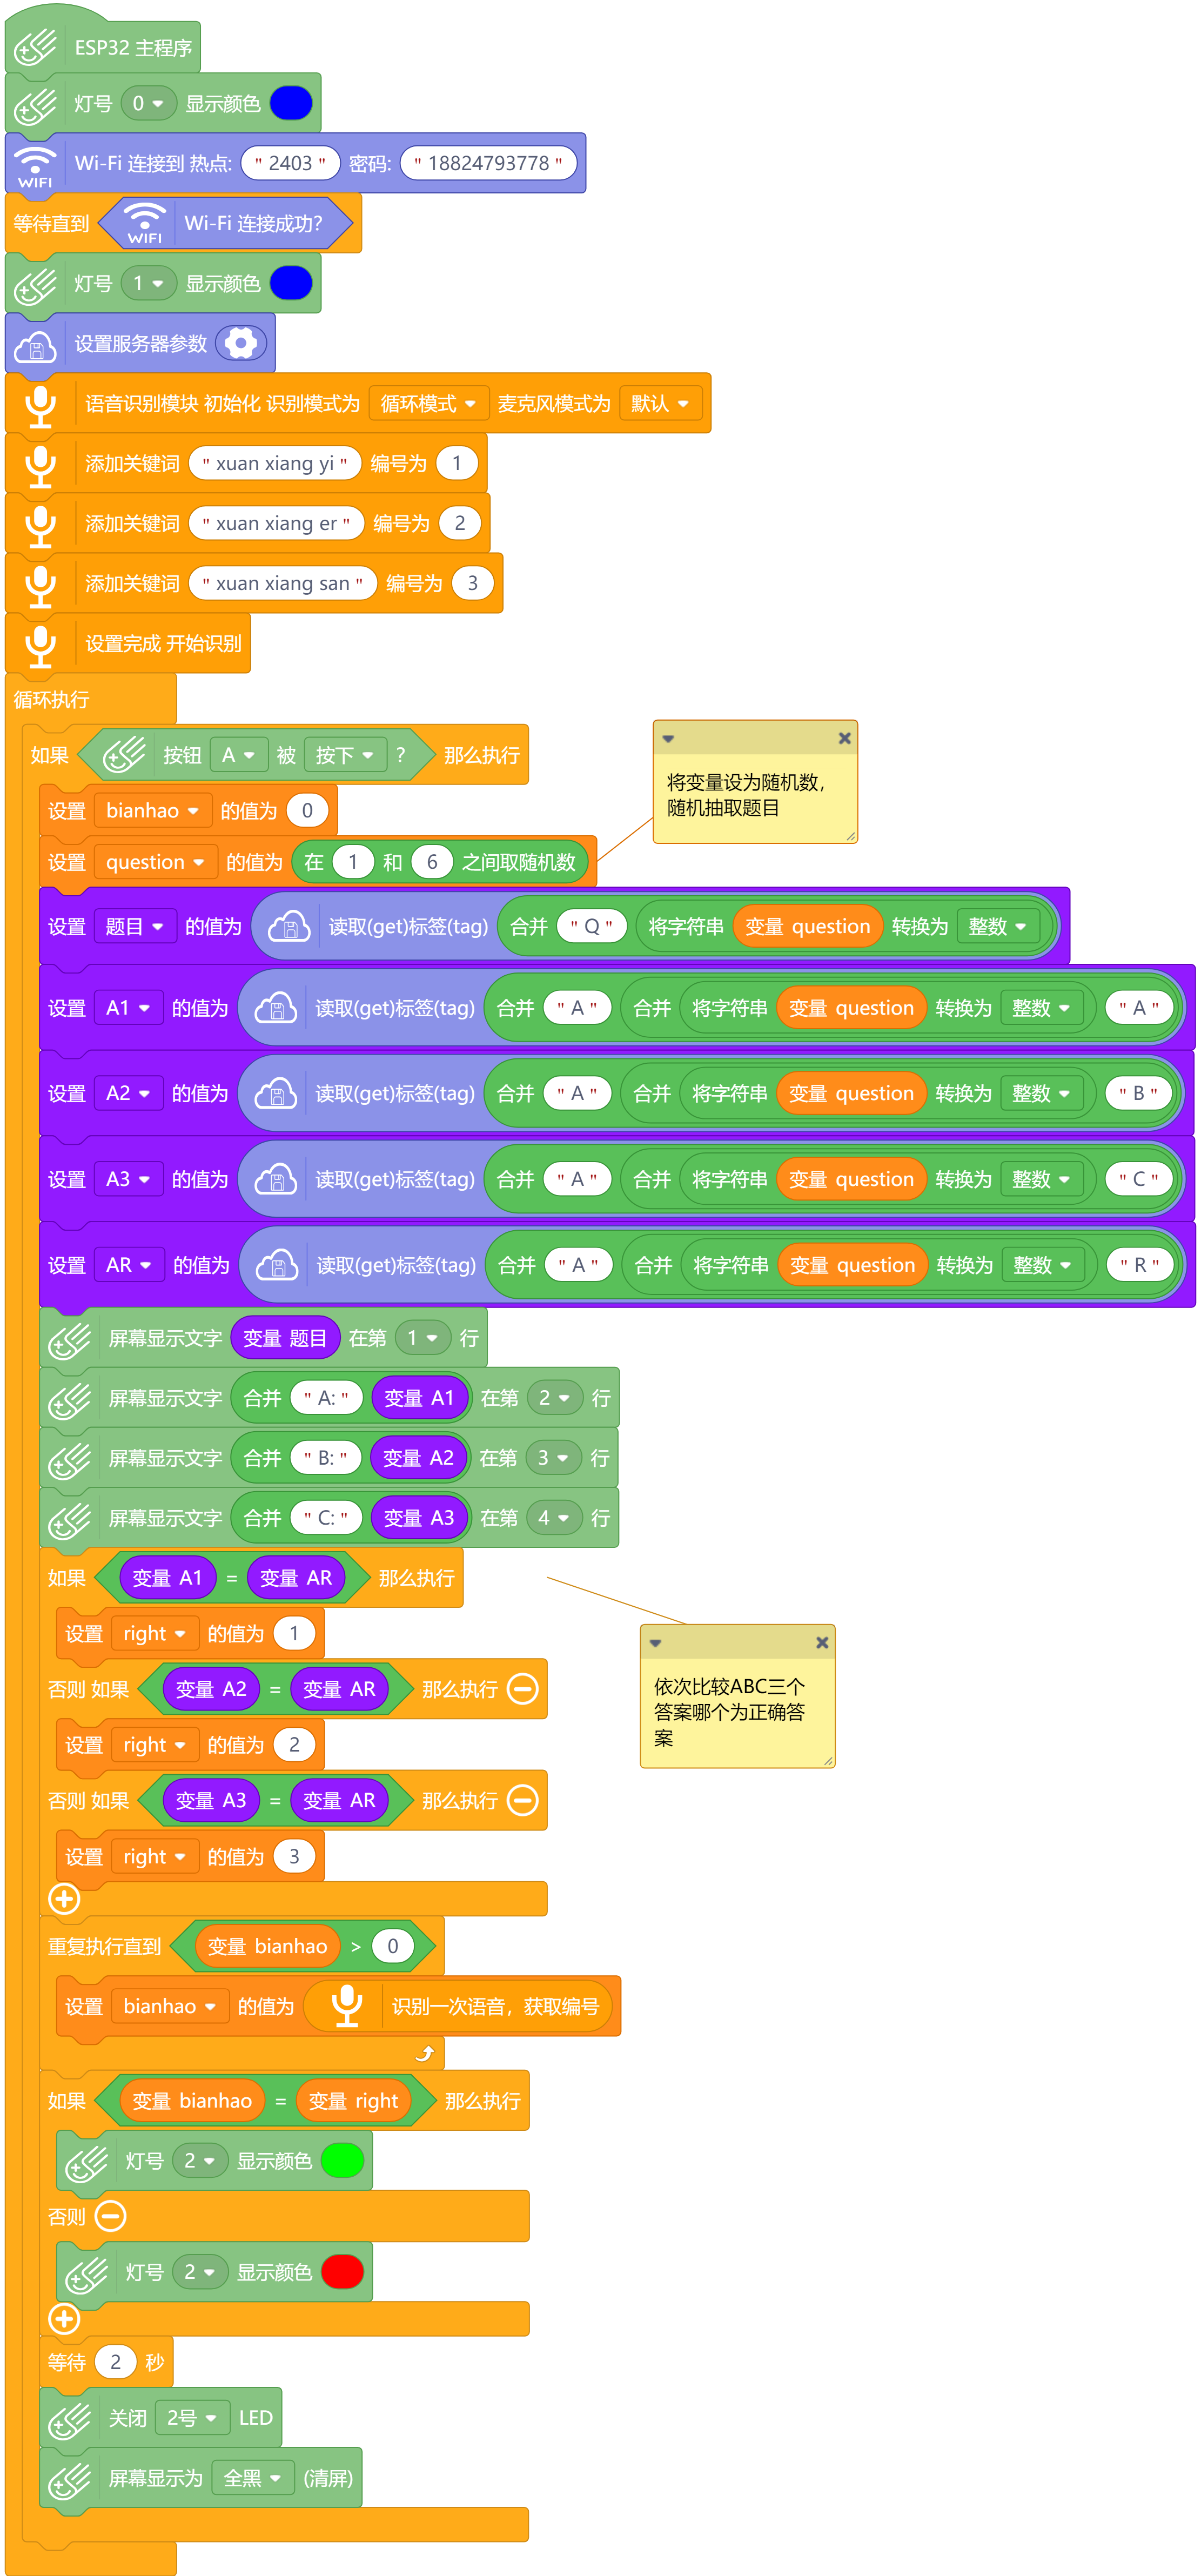 ESP32 主程序
灯号 0 显示颜色
WIFI Wi-Fi 连接到 热点: " 2403 " 密码: " 18824793778 "
等待直到 WIFI Wi-Fi 连接成功?
灯号 1 显示颜色
设置服务器参数
语音识别模块 初始化 识别模式为 循环模式 麦克风模式为 默认
添加关键词 " xuan xiang yi " 编号为 1
添加关键词 " xuan xiang er " 编号为 2
添加关键词 " xuan xiang san " 编号为 3
设置完成 开始识别
循环执行
如果 按钮 A 被 按下 ? 那么执行
将变量设为随机数，
随机抽取题目
设置 bianhao 的值为 0
设置 question 的值为 在 1 和 6 之间取随机数
设置 题目 的值为 读取(get)标签(tag) 合并 " Q " 将字符串 变量 question 转换为 整数
设置 A1 的值为 读取(get)标签(tag) 合并 " A " 合并 将字符串 变量 question 转换为 整数 " A "
设置 A2 的值为 读取(get)标签(tag) 合并 " A " 合并 将字符串 变量 question 转换为 整数 " B "
设置 A3 的值为 读取(get)标签(tag) 合并 " A " 合并 将字符串 变量 question 转换为 整数 " C "
设置 AR 的值为 读取(get)标签(tag) 合并 " A " 合并 将字符串 变量 question 转换为 整数 " R "
屏幕显示文字 变量 题目 在第 1 行
屏幕显示文字 合并 " A: " 变量 A1 在第 2 行
屏幕显示文字 合并 " B: " 变量 A2 在第 3 行
屏幕显示文字 合并 " C: " 变量 A3 在第 4 行
如果 变量 A1 = 变量 AR 那么执行
设置 right 的值为 1
否则 如果 变量 A2 = 变量 AR 那么执行
依次比较ABC三个
答案哪个为正确答
案
设置 right 的值为 2
否则 如果 变量 A3 = 变量 AR 那么执行
设置 right 的值为 3
重复执行直到 变量 bianhao > 0
设置 bianhao 的值为 识别一次语音，获取编号
如果 变量 bianhao = 变量 right 那么执行
灯号 2 显示颜色
否则
灯号 2 显示颜色
等待 2 秒
关闭 2号 LED
屏幕显示为 全黑 (清屏)